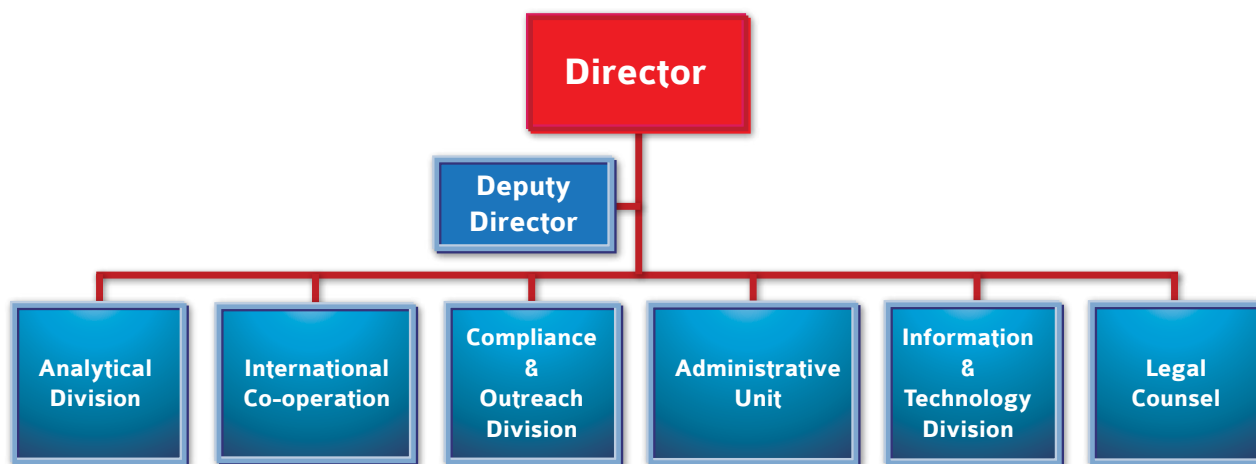 Director
Deputy
Director
Analytical
Division
International
Co-operation
Compliance
&
Outreach
Division
Administrative
Unit
Information
&
Technology
Division
Legal
Counsel